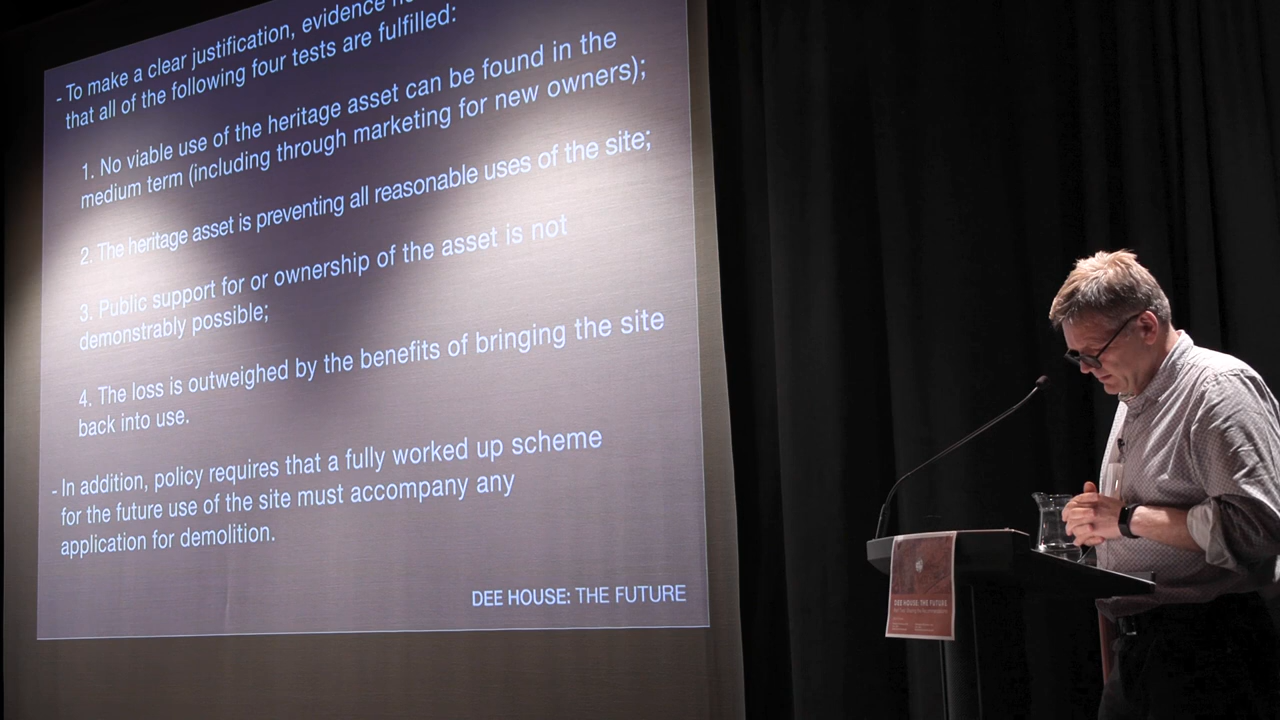 - To make a clear justification, evidence
that all of the following four tests are fulfilled:
1. No viable use of the heritage asset can be found in the
medium term (including through marketing for new owners);
2. The heritage asset is preventing all reasonable uses of the site;
3. Public support for or ownership of the asset is not
demonstrably possible;
4. The loss is outweighed by the benefits of bringing the site
back into use.
- In addition, policy requires that a fully worked up scheme
for the future use of the site must accompany any
application for demolition.
DEE HOUSE: THE FUTURE
DEE HOUSE: THE FUTURE